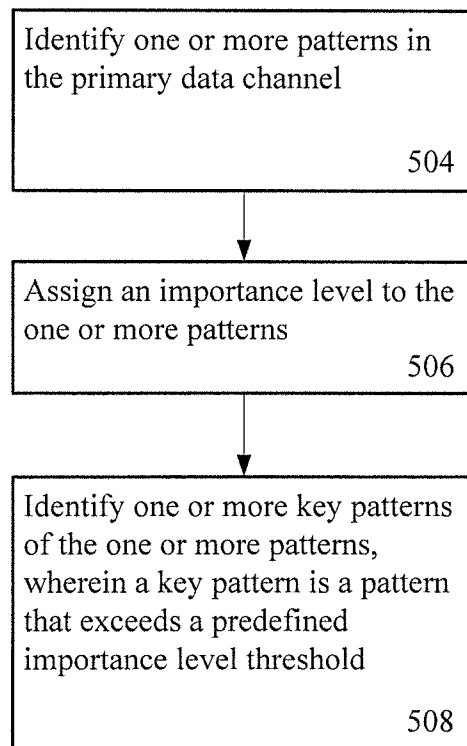 Identify one or more patterns in
the primary data channel
504
Assign an importance level to the
one or more patterns
506
Identify one or more key patterns
of the one or more patterns,
wherein a key pattern is a pattern
that exceeds a predefined
importance level threshold
508